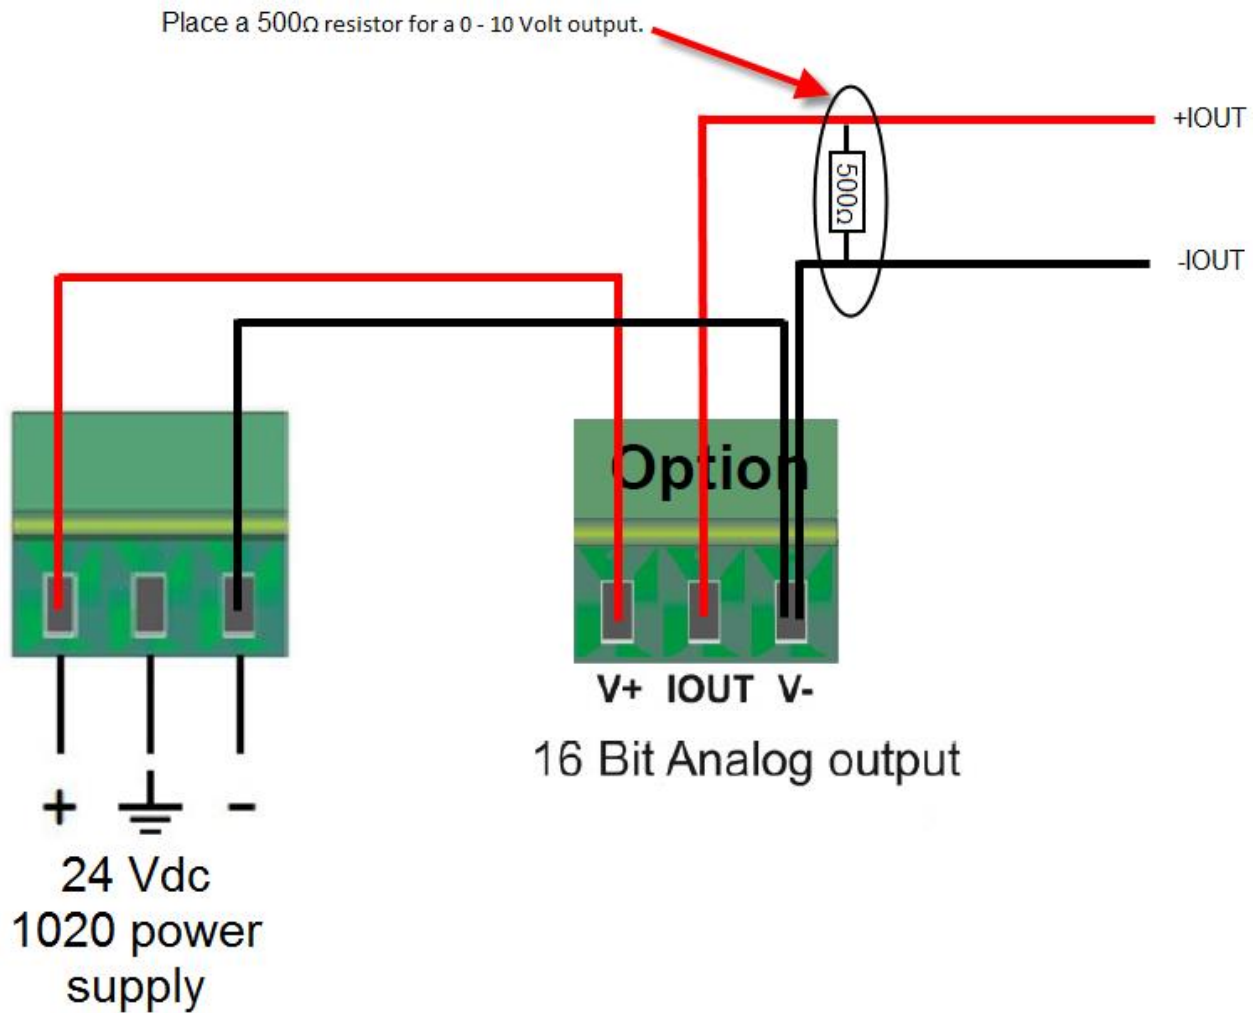 Place a 500Ω resistor for a 0 - 10 Volt output.
+IOUT
500Ω
-IOUT
Option
V+ IOUT V-
16 Bit Analog output
+ -
24 Vdc
1020 power
supply